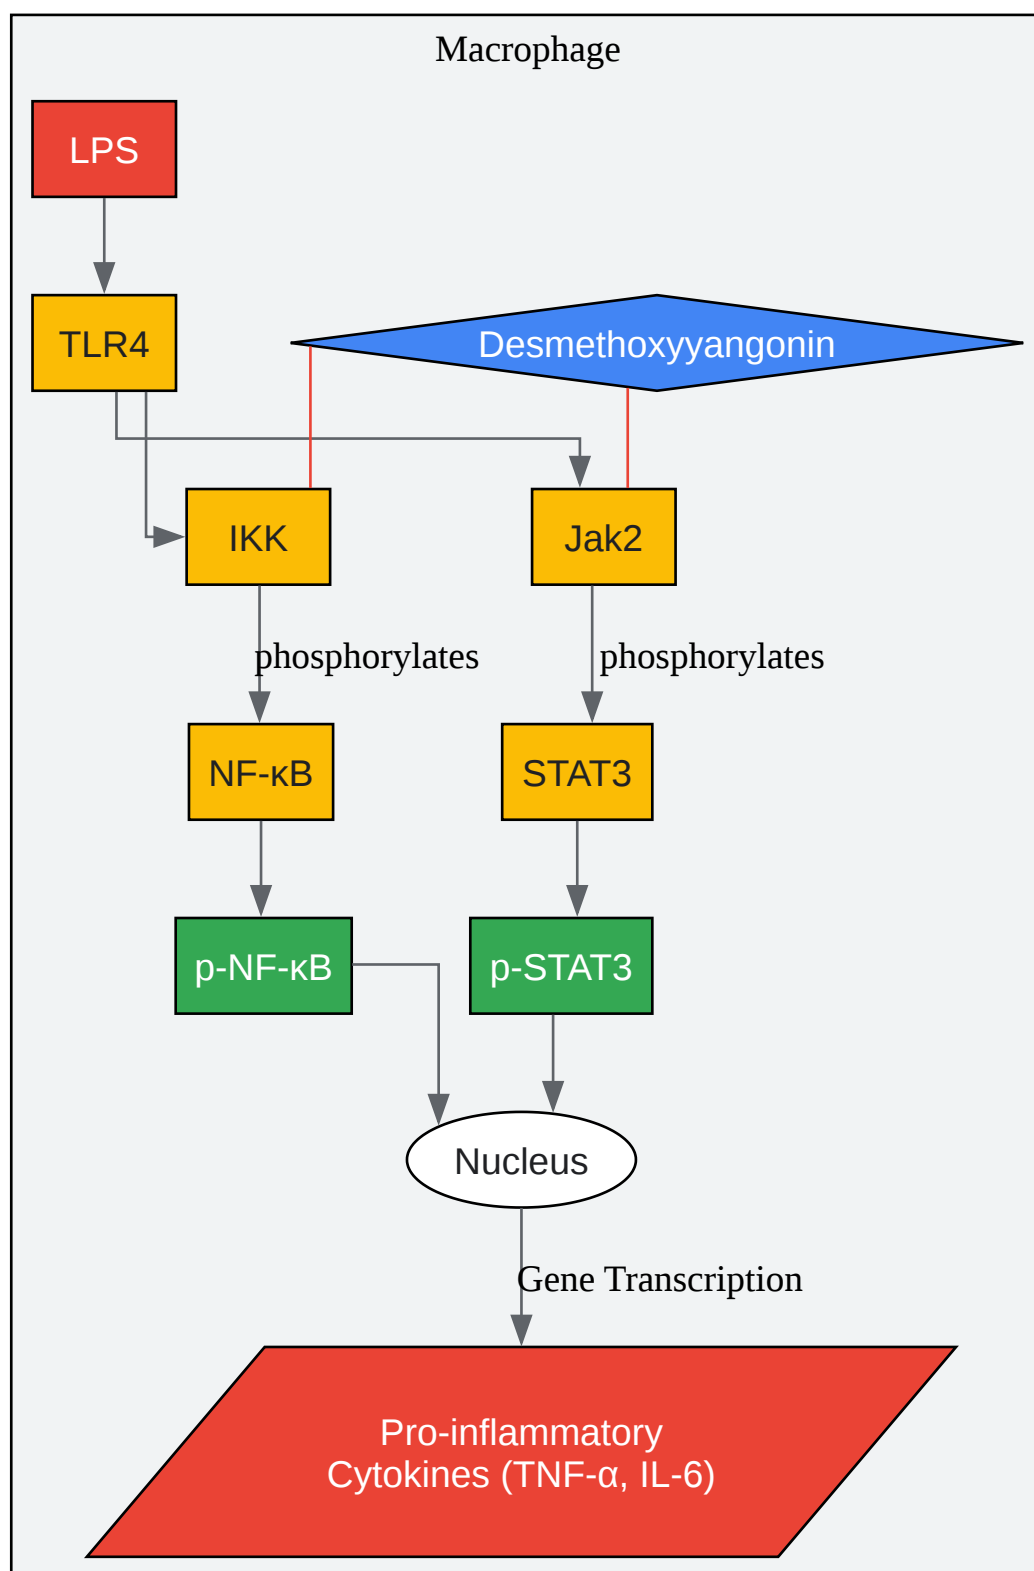 Macrophage
LPS
TLR4
Desmethoxyyangonin
IKK
Jak2
phosphorylates
phosphorylates
NF-κB
STAT3
p-NF-κB
p-STAT3
Nucleus
Gene Transcription
Pro-inflammatory
Cytokines (TNF-α, IL-6)